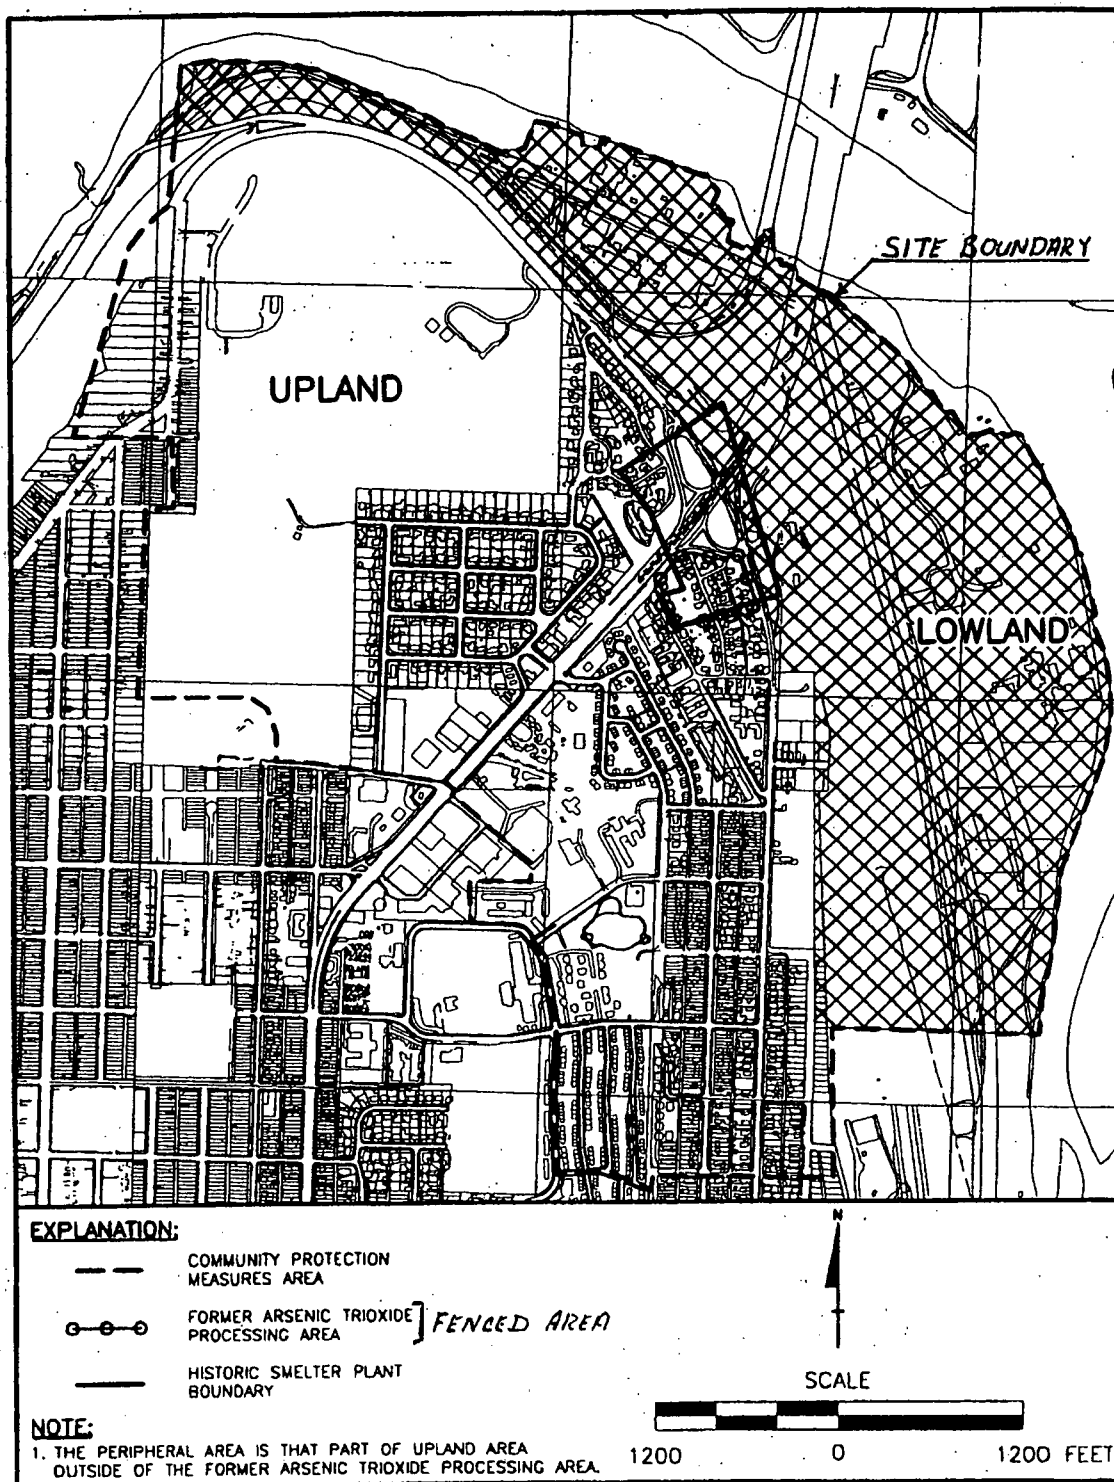 SITE BOUNDARY
UPLAND
LOWLAND
EXPLANATION:
COMMUNITY PROTECTION
MEASURES AREA
FORMER ARSENIC TRIOXIDE
PROCESSING AREA
FENCED AREA
HISTORIC SMELTER PLANT
BOUNDARY
NOTE:
1. THE PERIPHERAL AREA IS THAT PART OF UPLAND AREA
OUTSIDE OF THE FORMER ARSENIC TRIOXIDE PROCESSING AREA.
N
SCALE
1200 0 1200 FEET